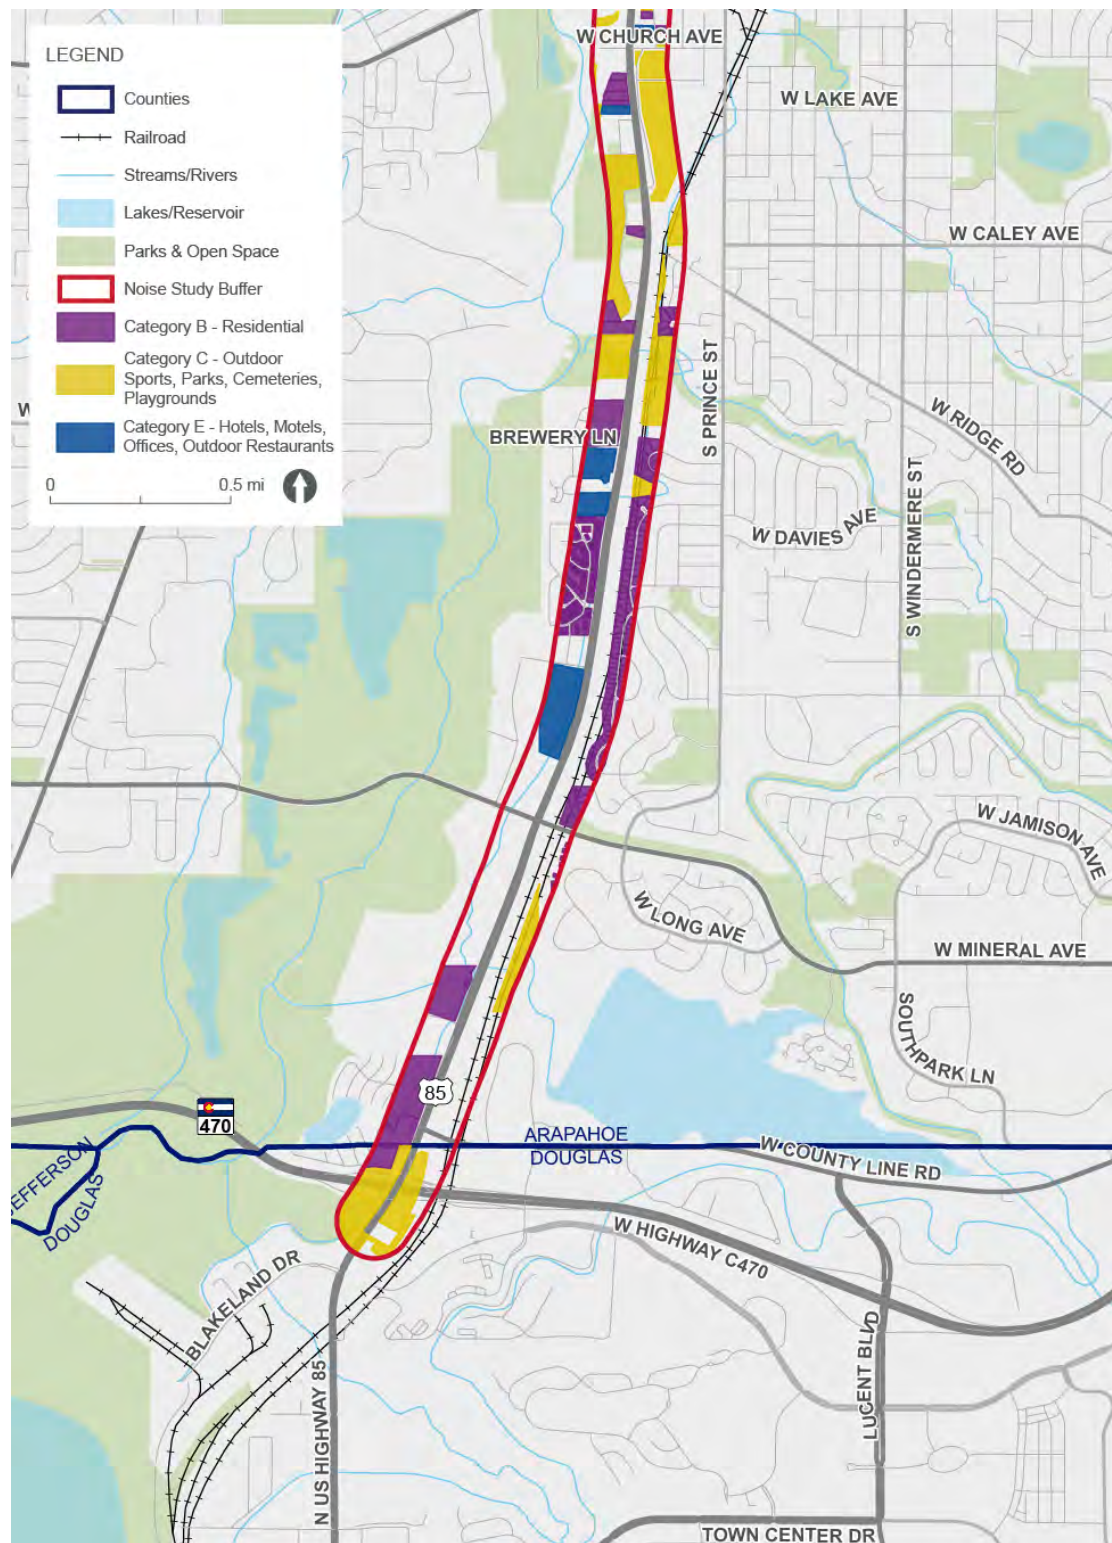 LEGEND
Counties
Railroad
Streams/Rivers
Lakes/Reservoir
Parks & Open Space
Noise Study Buffer
Category B - Residential
Category C - Outdoor
Sports, Parks, Cemeteries,
Playgrounds
Category E - Hotels, Motels,
Offices, Outdoor Restaurants
0
0.5 mi
W CHURCH AVE
W LAKE AVE
W CALEY AVE
S PRINCE ST
W RIDGE RD
BREWERY LN
W DAVIES AVE
S WINDERMERE ST
W JAMISON AVE
W LONG AVE
W MINERAL AVE
SOUTHPARK LN
85
470
ARAPAHOE
DOUGLAS
JEFFERSON
DOUGLAS
W COUNTY LINE RD
W HIGHWAY C470
BLAKELAND DR
N US HIGHWAY 85
LUCENT BLVD
TOWN CENTER DR